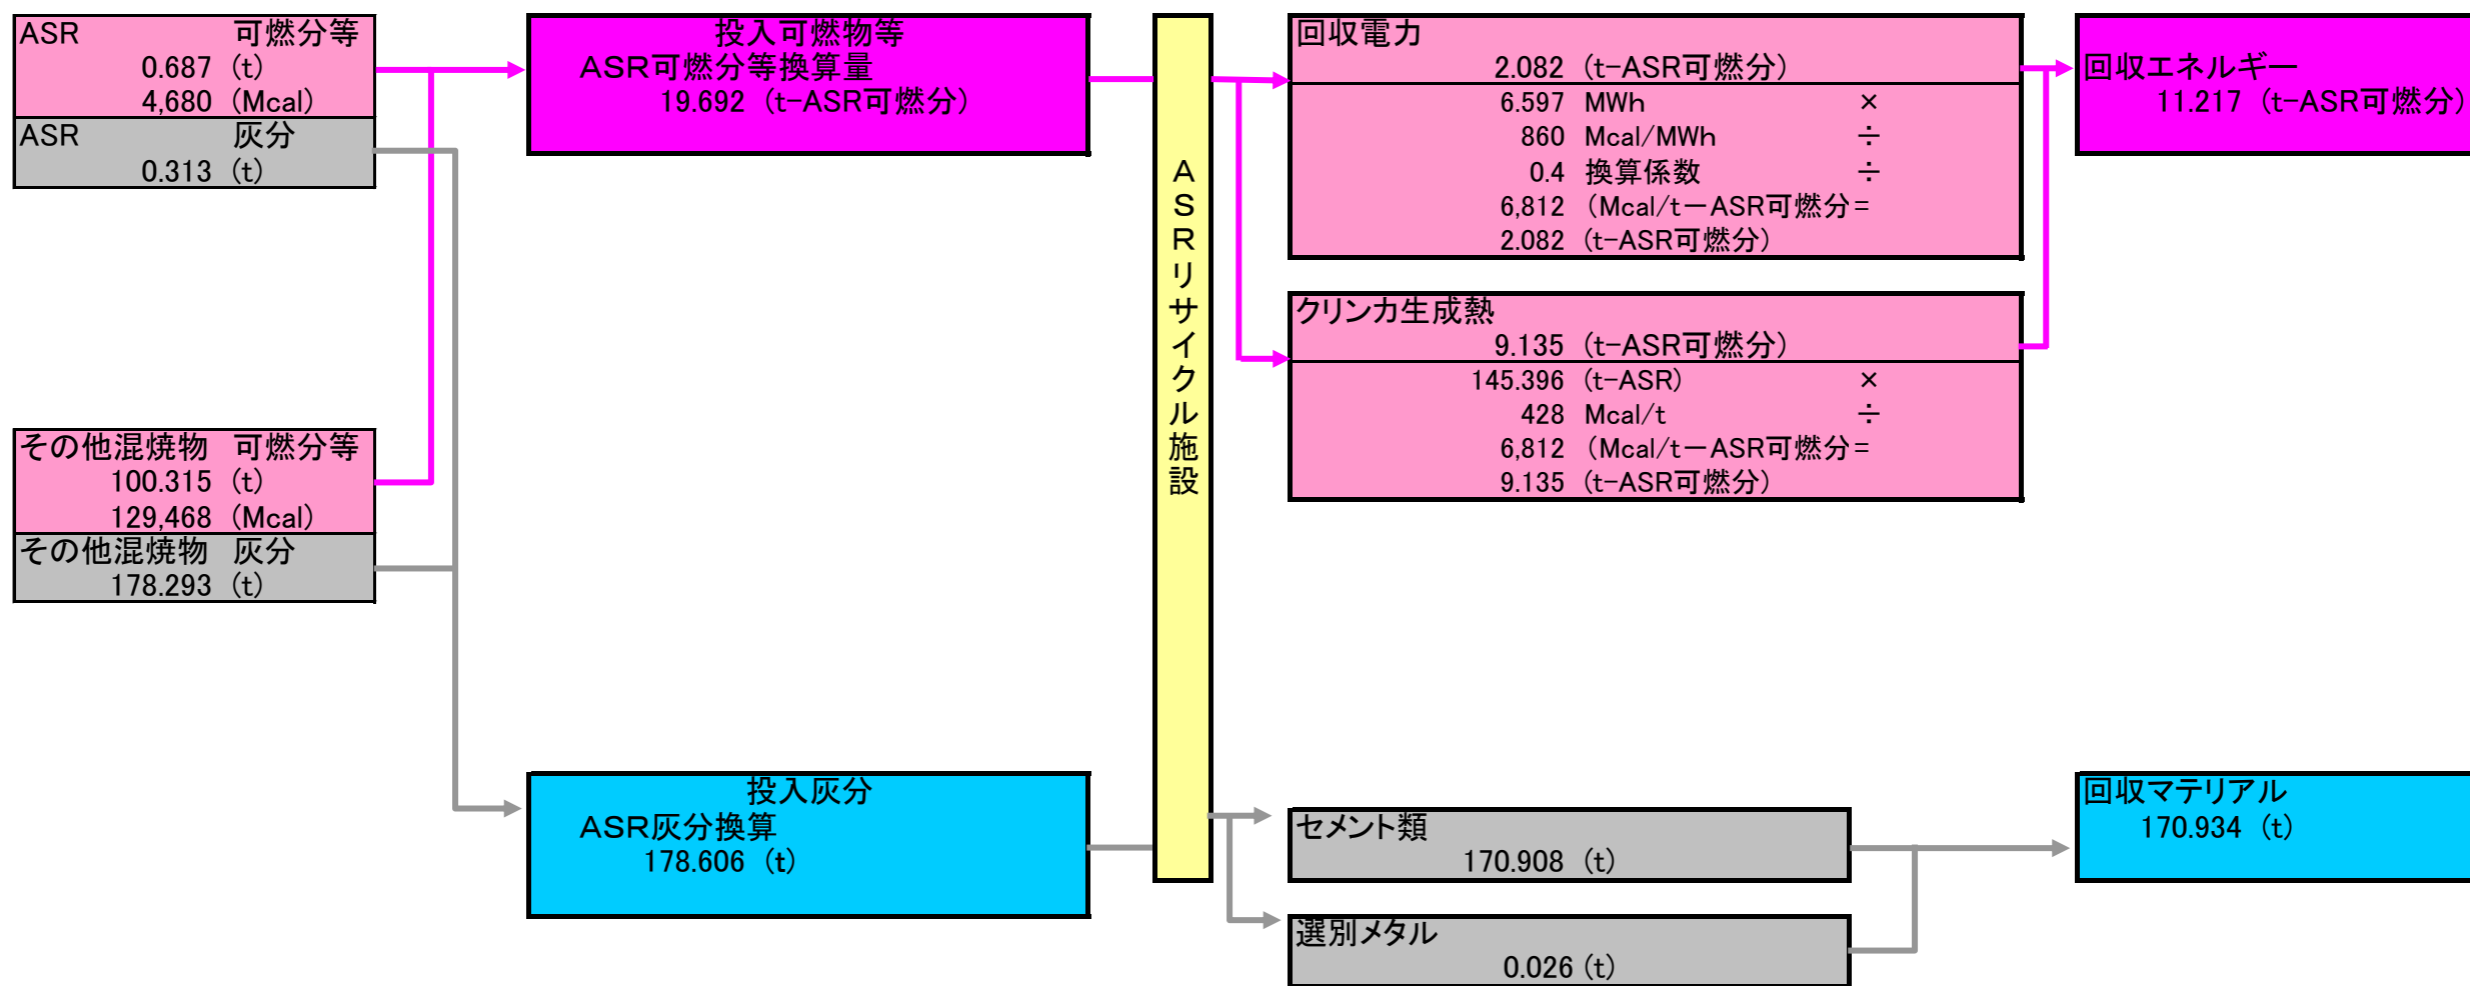 ASR 可燃分等
0.687 (t)
4,680 (Mcal)
ASR 灰分
0.313 (t)
その他混焼物 可燃分等
100.315 (t)
129,468 (Mcal)
その他混焼物 灰分
178.293 (t)
投入可燃物等
ASR可燃分等換算量
19.692 (t-ASR可燃分)
投入灰分
ASR灰分換算
178.606 (t)
ASRリサイクル施設
回収電力
2.082 (t-ASR可燃分)
6.597 MWh ×
860 Mcal/MWh ÷
0.4 換算係数 ÷
6,812 (Mcal/t-ASR可燃分=
2.082 (t-ASR可燃分)
クリンカ生成熱
9.135 (t-ASR可燃分)
145.396 (t-ASR) ×
428 Mcal/t ÷
6,812 (Mcal/t-ASR可燃分=
9.135 (t-ASR可燃分)
セメント類
170.908 (t)
選別メタル
0.026 (t)
回収エネルギー
11.217 (t-ASR可燃分)
回収マテリアル
170.934 (t)